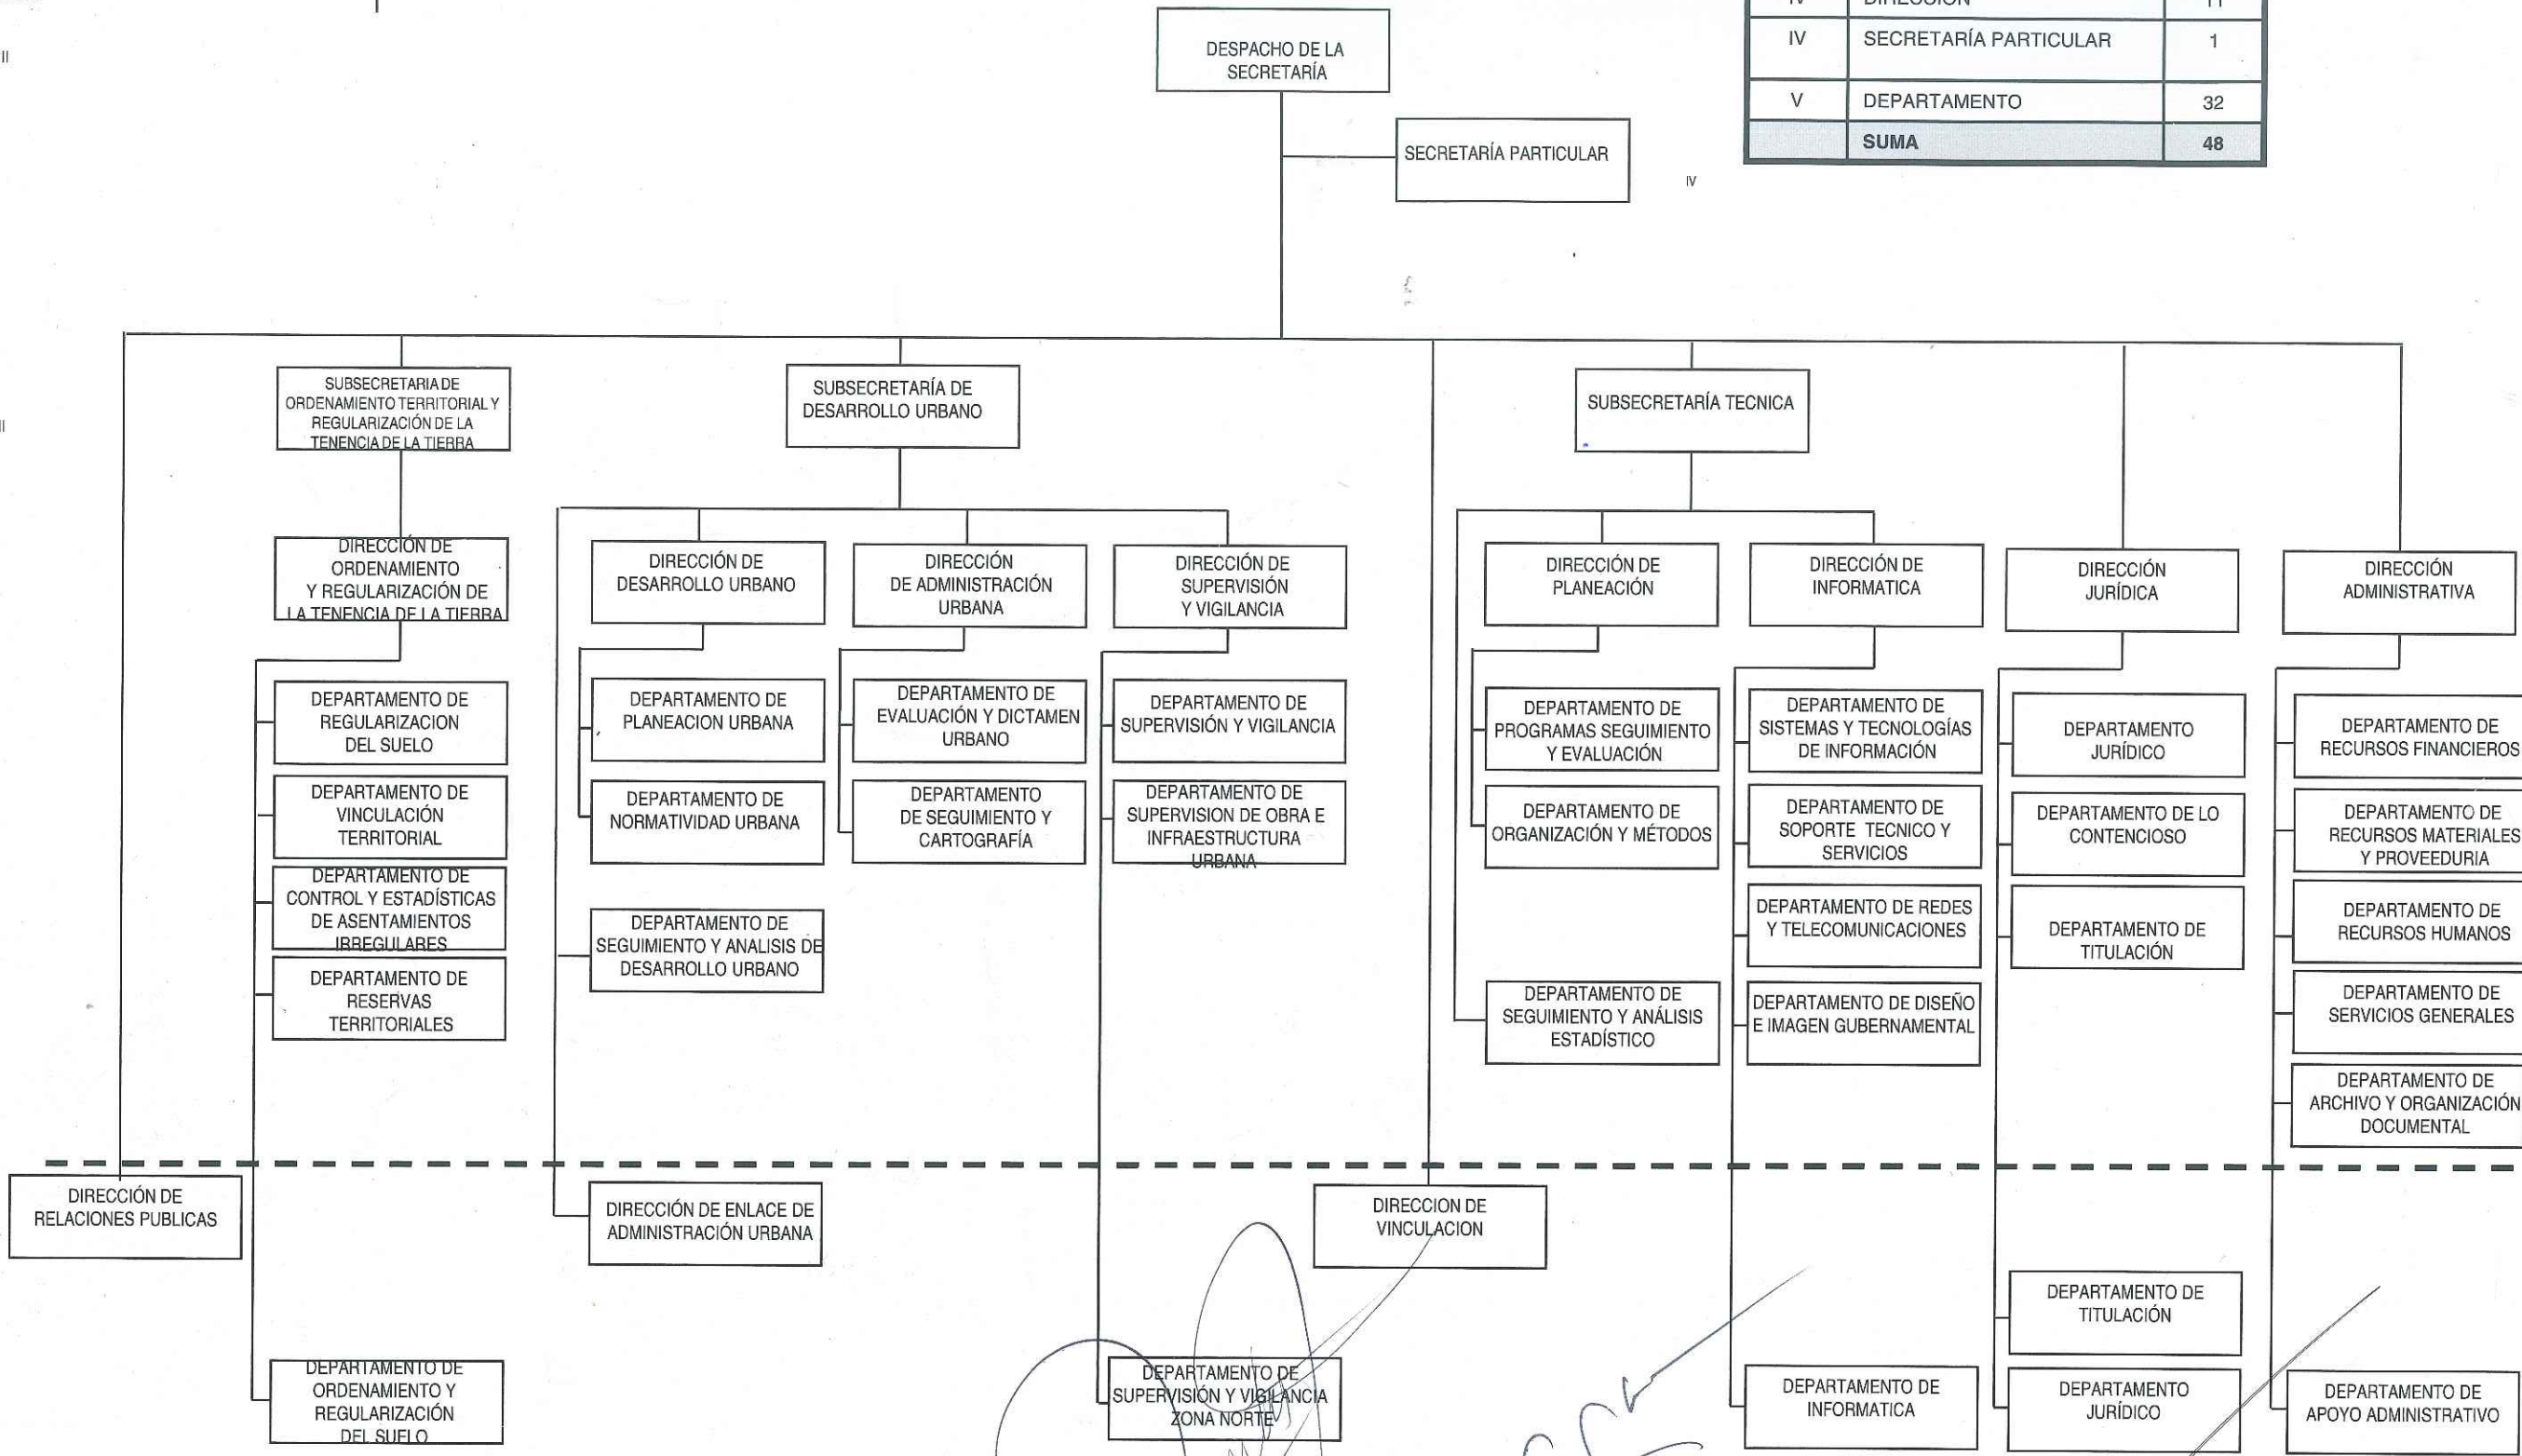 IV DIRECCIÓN 11
IV SECRETARÍA PARTICULAR 1
V DEPARTAMENTO 32
SUMA 48
II
DESPACHO DE LA
SECRETARÍA
SECRETARÍA PARTICULAR
IV
SUBSECRETARIA DE
ORDENAMIENTO TERRITORIAL Y
REGULARIZACIÓN DE LA
TENENCIA DE LA TIERRA
SUBSECRETARÍA DE
DESARROLLO URBANO
SUBSECRETARÍA TECNICA
DIRECCIÓN DE
ORDENAMIENTO
Y REGULARIZACIÓN DE
LA TENENCIA DE LA TIERRA
DIRECCIÓN DE
DESARROLLO URBANO
DIRECCIÓN
DE ADMINISTRACIÓN
URBANA
DIRECCIÓN DE
SUPERVISIÓN
Y VIGILANCIA
DIRECCIÓN DE
PLANEACIÓN
DIRECCIÓN DE
INFORMATICA
DIRECCIÓN
JURÍDICA
DIRECCIÓN
ADMINISTRATIVA
DEPARTAMENTO DE
REGULARIZACION
DEL SUELO
DEPARTAMENTO DE
VINCULACIÓN
TERRITORIAL
DEPARTAMENTO DE
CONTROL Y ESTADÍSTICAS
DE ASENTAMIENTOS
IRREGULARES
DEPARTAMENTO DE
RESERVAS
TERRITORIALES
DEPARTAMENTO DE
PLANEACION URBANA
DEPARTAMENTO DE
NORMATIVIDAD URBANA
DEPARTAMENTO DE
SEGUIMIENTO Y ANALISIS DE
DESARROLLO URBANO
DEPARTAMENTO DE
EVALUACIÓN Y DICTAMEN
URBANO
DEPARTAMENTO
DE SEGUIMIENTO Y
CARTOGRAFÍA
DEPARTAMENTO DE
SUPERVISIÓN Y VIGILANCIA
DEPARTAMENTO DE
SUPERVISION DE OBRA E
INFRAESTRUCTURA
URBANA
DEPARTAMENTO DE
PROGRAMAS SEGUIMIENTO
Y EVALUACIÓN
DEPARTAMENTO DE
ORGANIZACIÓN Y MÉTODOS
DEPARTAMENTO DE
SEGUIMIENTO Y ANÁLISIS
ESTADÍSTICO
DEPARTAMENTO DE
SISTEMAS Y TECNOLOGÍAS
DE INFORMACIÓN
DEPARTAMENTO DE
SOPORTE TECNICO Y
SERVICIOS
DEPARTAMENTO DE REDES
Y TELECOMUNICACIONES
DEPARTAMENTO DE DISEÑO
E IMAGEN GUBERNAMENTAL
DEPARTAMENTO
JURÍDICO
DEPARTAMENTO DE LO
CONTENCIOSO
DEPARTAMENTO DE
TITULACIÓN
DEPARTAMENTO DE
RECURSOS FINANCIEROS
DEPARTAMENTO DE
RECURSOS MATERIALES
Y PROVEEDURIA
DEPARTAMENTO DE
RECURSOS HUMANOS
DEPARTAMENTO DE
SERVICIOS GENERALES
DEPARTAMENTO DE
ARCHIVO Y ORGANIZACIÓN
DOCUMENTAL
DIRECCIÓN DE
RELACIONES PUBLICAS
DIRECCIÓN DE ENLACE DE
ADMINISTRACIÓN URBANA
DIRECCION DE
VINCULACION
DEPARTAMENTO DE
ORDENAMIENTO Y
REGULARIZACIÓN
DEL SUELO
DEPARTAMENTO DE
SUPERVISIÓN Y VIGILANCIA
ZONA NORTE
DEPARTAMENTO DE
INFORMATICA
DEPARTAMENTO DE
TITULACIÓN
DEPARTAMENTO
JURÍDICO
DEPARTAMENTO DE
APOYO ADMINISTRATIVO